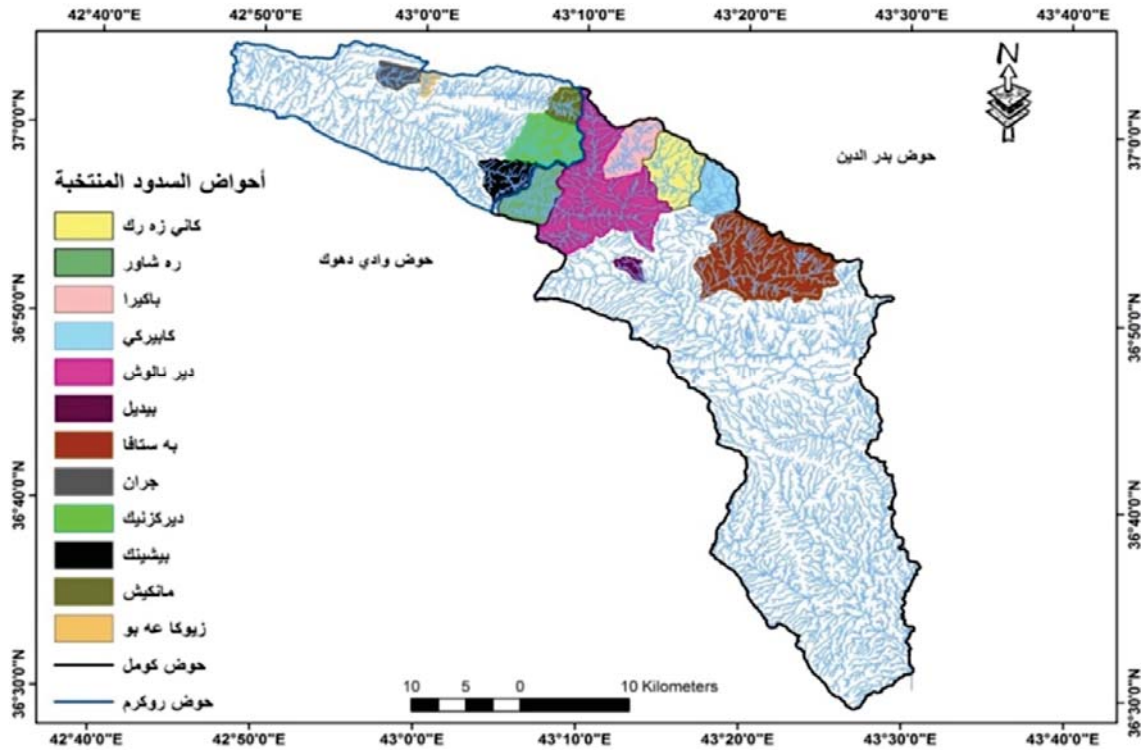 42°40'0"E 42°50'0"E 43°0'0"E 43°10'0"E 43°20'0"E 43°30'0"E 43°40'0"E
N
37°0'0"N
37°0'0"N
حوض بدر الدين
أحواض السدود المنتخبة
كاني زه رك
ره شاور
حوض وادي دهوك
باكيرا
36°50'0"N
36°50'0"N
كابيركي
دير نالوش
بيديل
به ستافا
36°40'0"N
36°40'0"N
جران
ديركزنيك
بيشينك
مانكيش
زيوكا عه بو
حوض كومل
36°30'0"N
36°30'0"N
10 5 0 10 Kilometers
حوض روكرم
42°40'0"E 42°50'0"E 43°0'0"E 43°10'0"E 43°20'0"E 43°30'0"E 43°40'0"E